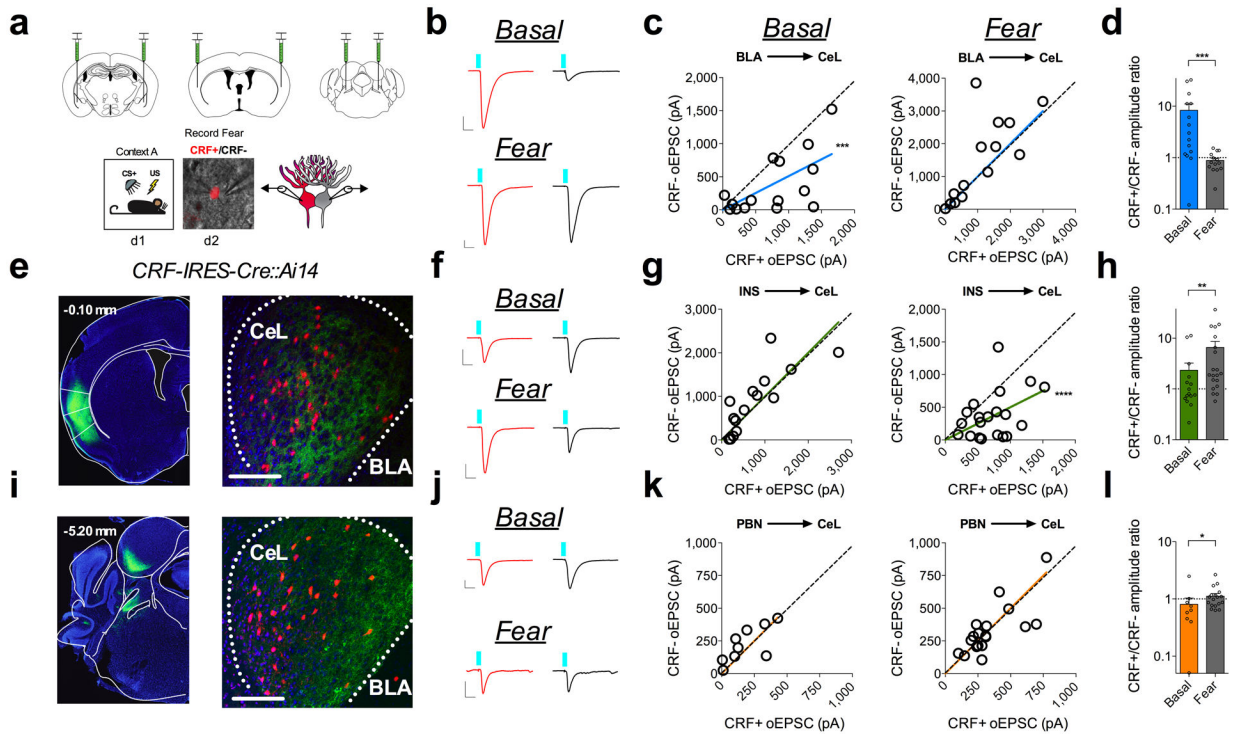 a
Record Fear
CRF+/CRF-
Context A
CS+
US
d1
d2
b
Basal
Fear
c
Basal
Fear
BLA → CeL
BLA → CeL
CRF- oEPSC (pA)
2,000
1,500
1,000
500
0
0
500
1,000
1,500
2,000
***
CRF+ oEPSC (pA)
CRF- oEPSC (pA)
4,000
3,000
2,000
1,000
0
0
1,000
2,000
3,000
4,000
CRF+ oEPSC (pA)
d
***
CRF+/CRF- amplitude ratio
10
1
0.1
Basal
Fear
e
CRF-IRES-Cre::Ai14
-0.10 mm
CeL
BLA
f
Basal
Fear
g
INS → CeL
INS → CeL
CRF- oEPSC (pA)
3,000
2,000
1,000
0
0
1,000
2,000
3,000
CRF+ oEPSC (pA)
CRF- oEPSC (pA)
2,000
1,500
1,000
500
0
0
500
1,000
1,500
2,000
****
CRF+ oEPSC (pA)
h
**
CRF+/CRF- amplitude ratio
10
1
0.1
Basal
Fear
i
-5.20 mm
CeL
BLA
j
Basal
Fear
k
PBN → CeL
PBN → CeL
CRF- oEPSC (pA)
1,000
750
500
250
0
0
250
500
750
1,000
CRF+ oEPSC (pA)
CRF- oEPSC (pA)
1,000
750
500
250
0
0
250
500
750
1,000
CRF+ oEPSC (pA)
l
*
CRF+/CRF- amplitude ratio
10
1
0.1
Basal
Fear